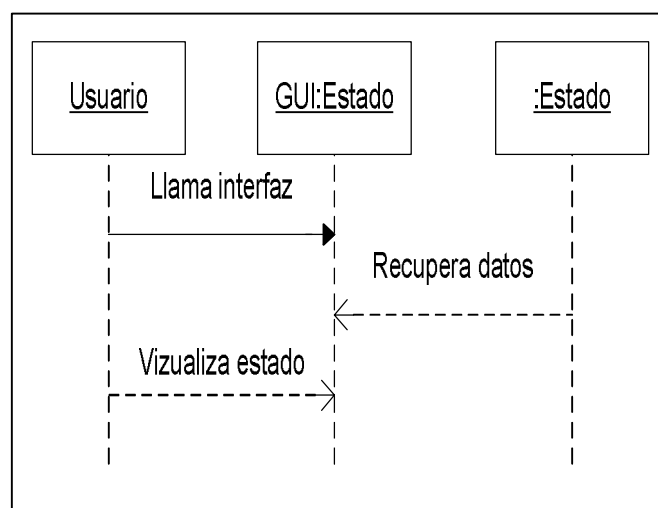 Usuario
GUI:Estado
:Estado
Llama interfaz
Recupera datos
Vizualiza estado